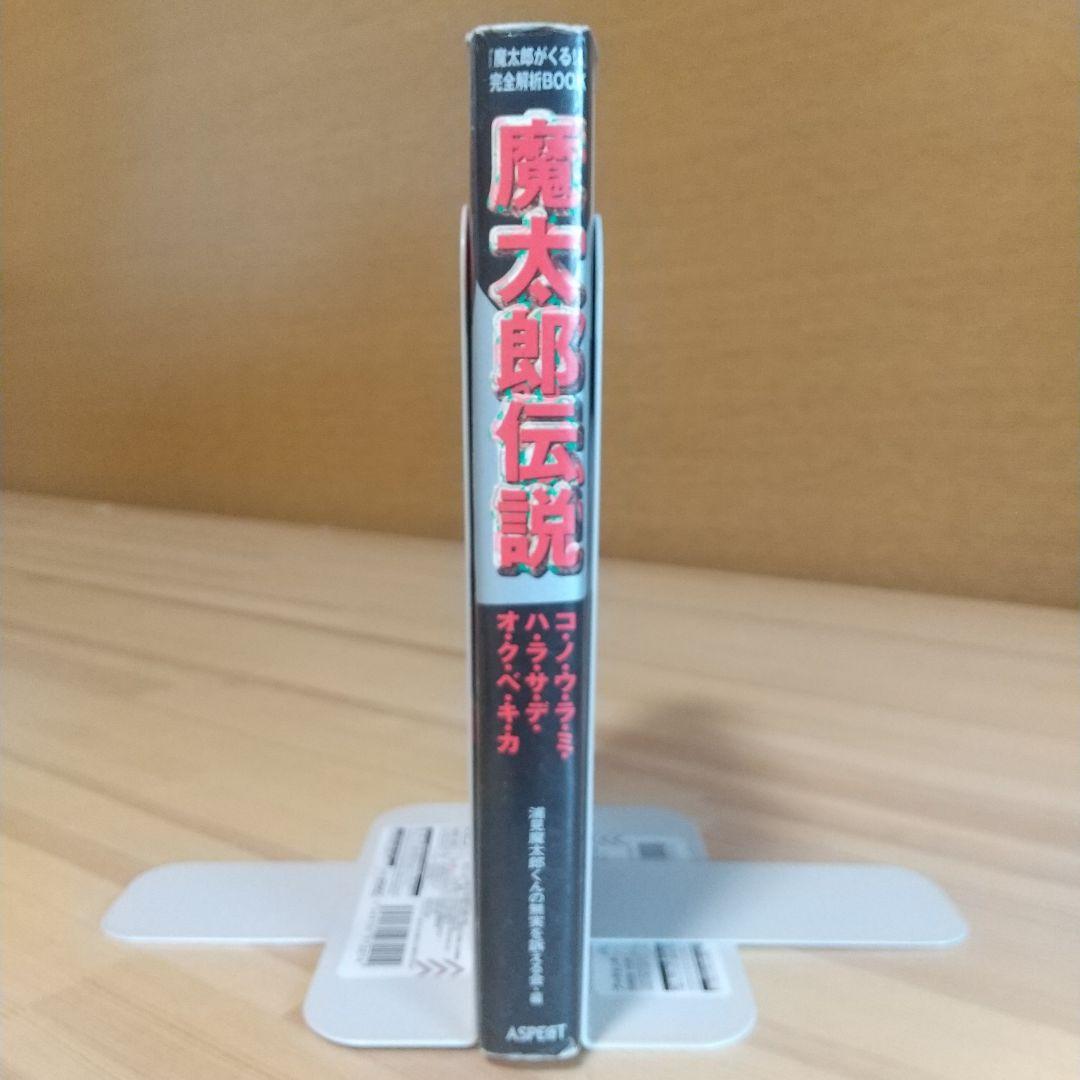 『魔太郎がくる!!』
完全解析BOOK
魔太郎伝説
コ・ノ・ウ・ラ・ミ・
ハ・ラ・サ・デ・
オ・ク・ベ・キ・カ
浦見魔太郎くんの無実を訴える会・編
ASPECT